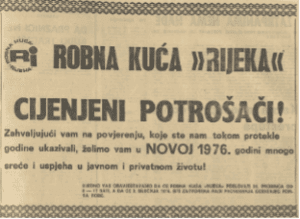 ROBNA KUĆA »RIJEKA«
Ri
CIJENJENI POTROŠAČI!
Zahvaljujući vam na povjerenju, koje ste nam tokom protekle
godine ukazivali, želimo vam u NOVOJ 1976. godini mnogo
sreće i uspjeha u javnom i privatnom životu!